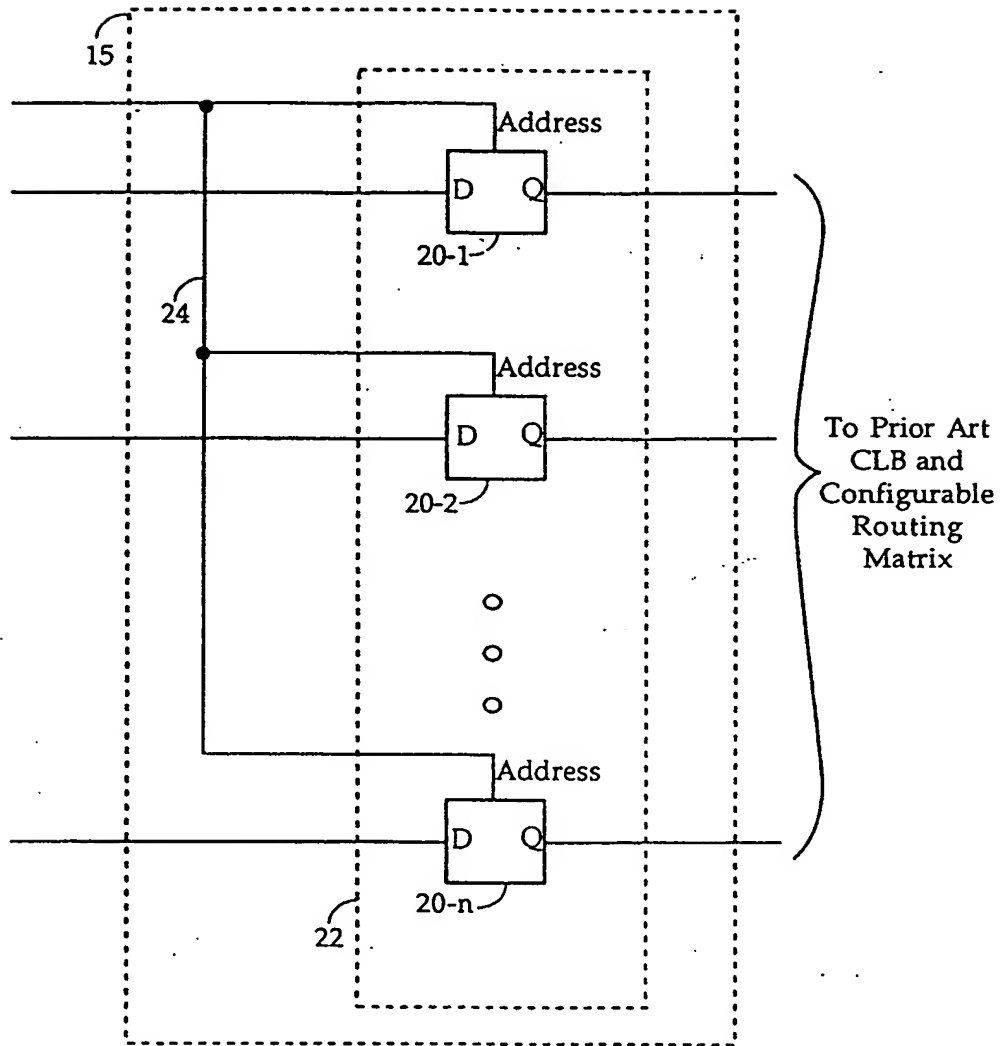 15
Address
D Q
20-1
24
Address
D Q
20-2
To Prior Art
CLB and
Configurable
Routing
Matrix
Address
D Q
20-n
22